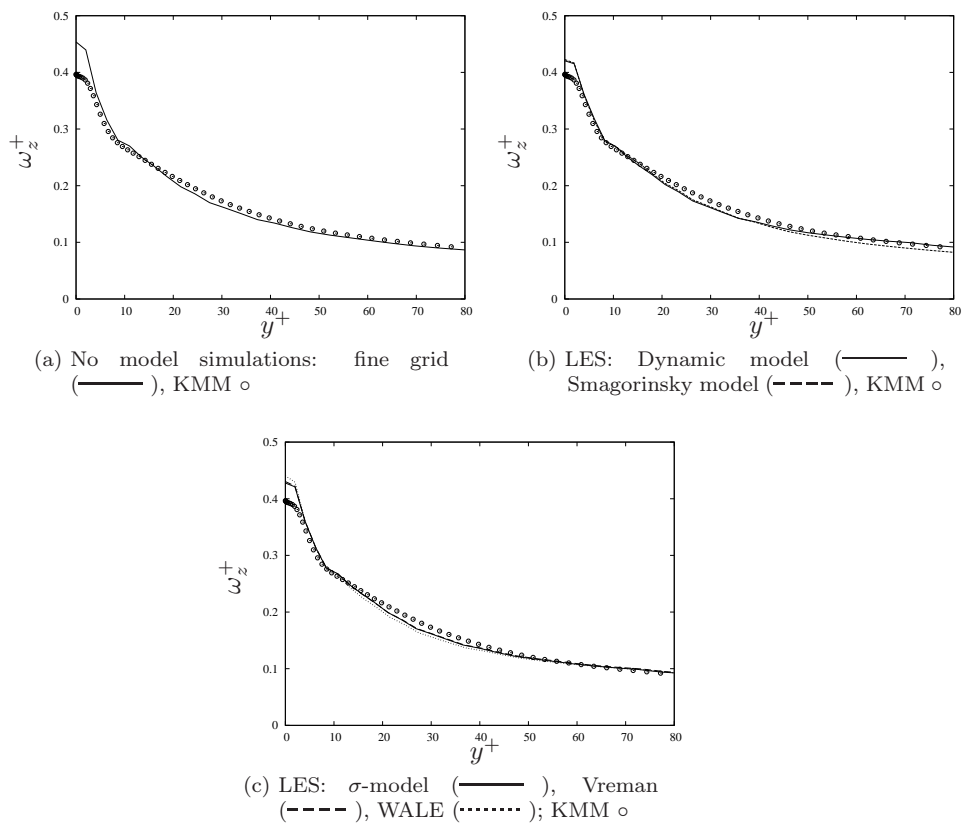 0.5
0.4
0.3
0.2
0.1
0
ω_z^+
0 10 20 30 40 50 60 70 80
y^+
(a) No model simulations: fine grid
( ), KMM ∘
0.5
0.4
0.3
0.2
0.1
0
ω_z^+
0 10 20 30 40 50 60 70 80
y^+
(b) LES: Dynamic model ( ),
Smagorinsky model ( ), KMM ∘
0.5
0.4
0.3
0.2
0.1
0
ω_z^+
0 10 20 30 40 50 60 70 80
y^+
(c) LES: σ-model ( ), Vreman
( ), WALE ( ); KMM ∘